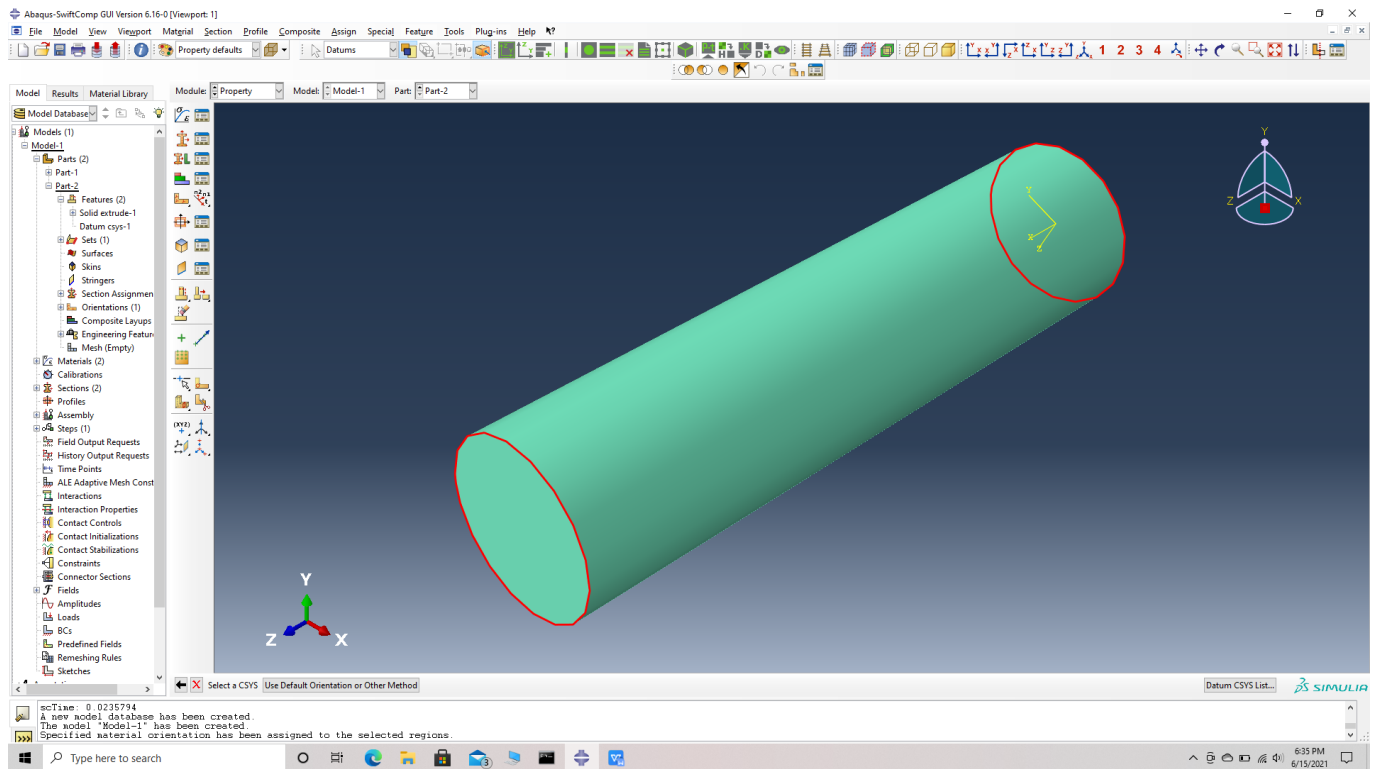 Abaqus-SwiftComp GUI Version 6.16-0 [Viewport: 1]
File Model View Viewport Material Section Profile Composite Assign Special Feature Tools Plug-ins Help
Property defaults Datums 1 2 3 4
Model Results Material Library Module: Property Model: Model-1 Part: Part-2
Model Database
Models (1)
Model-1
Parts (2)
Part-1
Part-2
Features (2)
Solid extrude-1
Datum csys-1
Sets (1)
Surfaces
Skins
Stringers
Section Assignmen
Orientations (1)
Composite Layups
Engineering Featur
Mesh (Empty)
Materials (2)
Calibrations
Sections (2)
Profiles
Assembly
Steps (1)
Field Output Requests
History Output Requests
Time Points
ALE Adaptive Mesh Const
Interactions
Interaction Properties
Contact Controls
Contact Initializations
Contact Stabilizations
Constraints
Connector Sections
Fields
Amplitudes
Loads
BCs
Predefined Fields
Remeshing Rules
Sketches
(XYZ)
Y
Z X
Y
Z X
Select a CSYS Use Default Orientation or Other Method Datum CSYS List... SIMULIA
scTime: 0.0235794
A new model database has been created.
The model "Model-1" has been created.
Specified material orientation has been assigned to the selected regions.
Type here to search
6:35 PM
6/15/2021